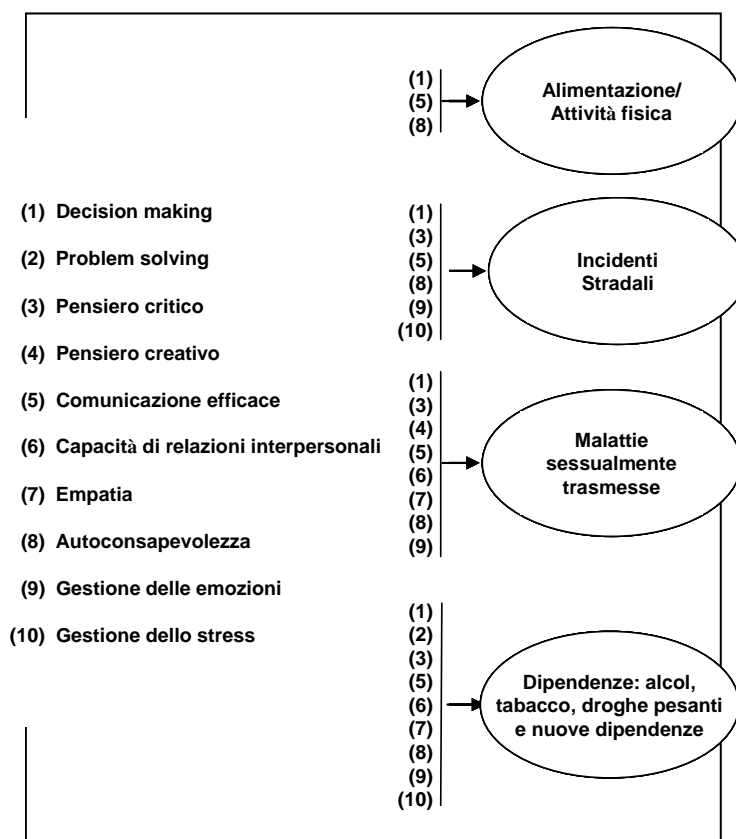 (1)
(5)
(8)
Alimentazione/
Attività fisica
(1) Decision making
(2) Problem solving
(3) Pensiero critico
(4) Pensiero creativo
(5) Comunicazione efficace
(6) Capacità di relazioni interpersonali
(7) Empatia
(8) Autoconsapevolezza
(9) Gestione delle emozioni
(10) Gestione dello stress
(1)
(3)
(5)
(8)
(9)
(10)
Incidenti
Stradali
(1)
(3)
(4)
(5)
(6)
(7)
(8)
(9)
Malattie
sessualmente
trasmesse
(1)
(2)
(3)
(5)
(6)
(7)
(8)
(9)
(10)
Dipendenze: alcol,
tabacco, droghe pesanti
e nuove dipendenze